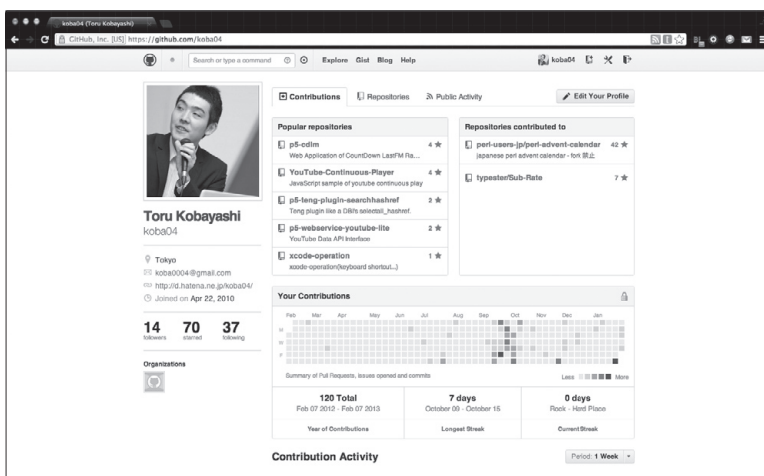 koba04 (Toru Kobayashi)
GitHub, Inc. [US] https://github.com/koba04
Search or type a command
Explore Gist Blog Help
koba04
Contributions
Repositories
Public Activity
Edit Your Profile
Toru Kobayashi
koba04
Tokyo
koba0004@gmail.com
http://d.hatena.ne.jp/koba04/
Joined on Apr 22, 2010
14 followers
70 starred
37 following
Organizations
Popular repositories
p5-cdlm 4 ★
Web Application of CountDown LastFM Ra...
YouTube-Continuous-Player 4 ★
JavaScript sample of youtube continuous play
p5-teng-plugin-searchhashref 2 ★
Teng plugin like a DBI's selectall_hashref.
p5-webservice-youtube-lite 2 ★
YouTube Data API Interface
xcode-operation 1 ★
xcode-operation(keyboard shortcut...)
Repositories contributed to
perl-users-jp/perl-advent-calendar 42 ★
japanese perl advent calendar - fork 禁止
typester/Sub-Rate 7 ★
Your Contributions
Feb Mar Apr May Jun Jul Aug Sep Oct Nov Dec Jan
M
W
F
Summary of Pull Requests, issues opened and commits
Less More
120 Total
Feb 07 2012 - Feb 07 2013
Year of Contributions
7 days
October 09 - October 15
Longest Streak
0 days
Rock - Hard Place
Current Streak
Contribution Activity
Period: 1 Week